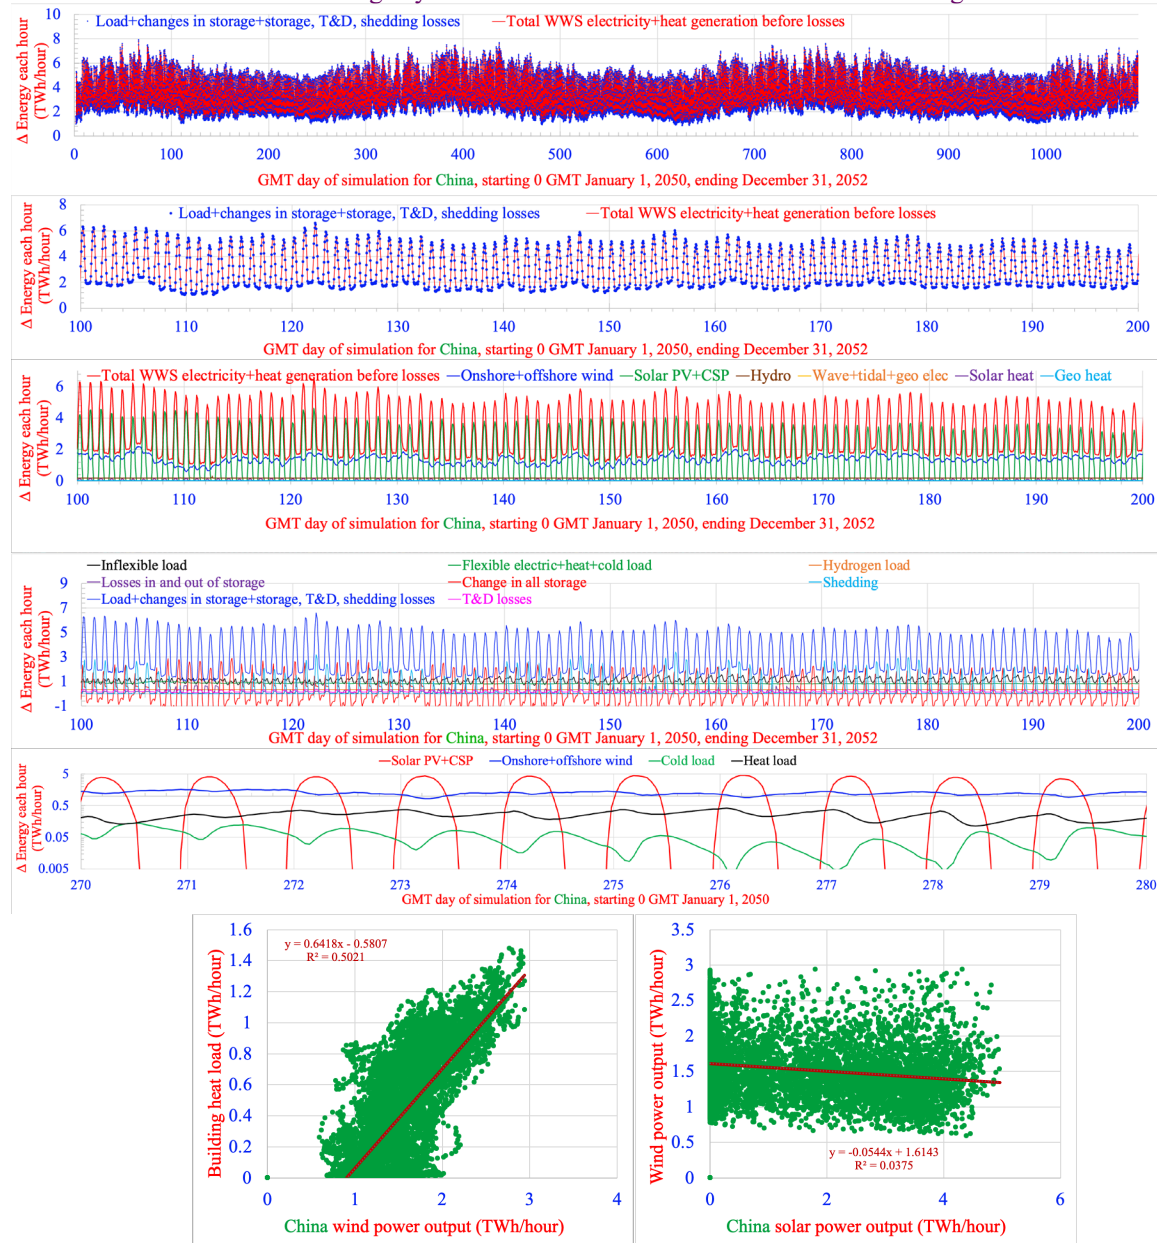 10
8
6
4
2
0
Δ Energy each hour
(TWh/hour)
· Load+changes in storage+storage, T&D, shedding losses
—Total WWS electricity+heat generation before losses
0 100 200 300 400 500 600 700 800 900 1000
GMT day of simulation for China, starting 0 GMT January 1, 2050, ending December 31, 2052
8
6
4
2
0
Δ Energy each hour
(TWh/hour)
· Load+changes in storage+storage, T&D, shedding losses
—Total WWS electricity+heat generation before losses
100 110 120 130 140 150 160 170 180 190 200
GMT day of simulation for China, starting 0 GMT January 1, 2050, ending December 31, 2052
6
4
2
0
Δ Energy each hour
(TWh/hour)
—Total WWS electricity+heat generation before losses —Onshore+offshore wind —Solar PV+CSP —Hydro —Wave+tidal+geo elec —Solar heat —Geo heat
100 110 120 130 140 150 160 170 180 190 200
GMT day of simulation for China, starting 0 GMT January 1, 2050, ending December 31, 2052
9
7
5
3
1
-1
Δ Energy each hour
(TWh/hour)
—Inflexible load —Flexible electric+heat+cold load —Hydrogen load
—Losses in and out of storage —Change in all storage —Shedding
—Load+changes in storage+storage, T&D, shedding losses —T&D losses
100 110 120 130 140 150 160 170 180 190 200
GMT day of simulation for China, starting 0 GMT January 1, 2050, ending December 31, 2052
—Solar PV+CSP —Onshore+offshore wind —Cold load —Heat load
5
0.5
0.05
0.005
Δ Energy each hour
(TWh/hour)
270 271 272 273 274 275 276 277 278 279 280
GMT day of simulation for China, starting 0 GMT January 1, 2050
1.6
1.4
1.2
1
0.8
0.6
0.4
0.2
0
Building heat load (TWh/hour)
y = 0.6418x - 0.5807
R² = 0.5021
0 1 2 3 4
China wind power output (TWh/hour)
3.5
3
2.5
2
1.5
1
0.5
0
Wind power output (TWh/hour)
y = -0.0544x + 1.6143
R² = 0.0375
0 2 4 6
China solar power output (TWh/hour)